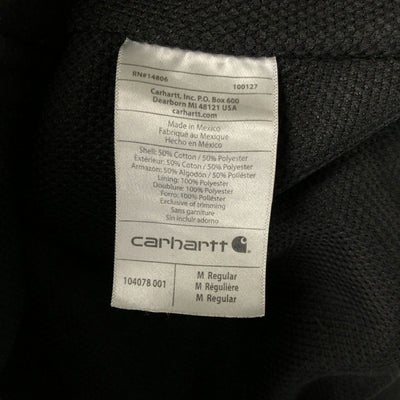 RN#14806 100127
Carhartt, Inc. P.O. Box 600
Dearborn MI 48121 USA
carhartt.com
Made in Mexico
Fabriqué au Mexique
Hecho en México
Shell: 50% Cotton / 50% Polyester
Extérieur: 50% Coton / 50% Polyester
Armazon: 50% Algodón / 50% Poliéster
Lining: 100% Polyester
Doublure: 100% Polyester
Forro: 100% Poliéster
Exclusive of trimming
Sans garniture
Sin incluir adorno
carhartt
104078 001
M Regular
M Régulière
M Regular